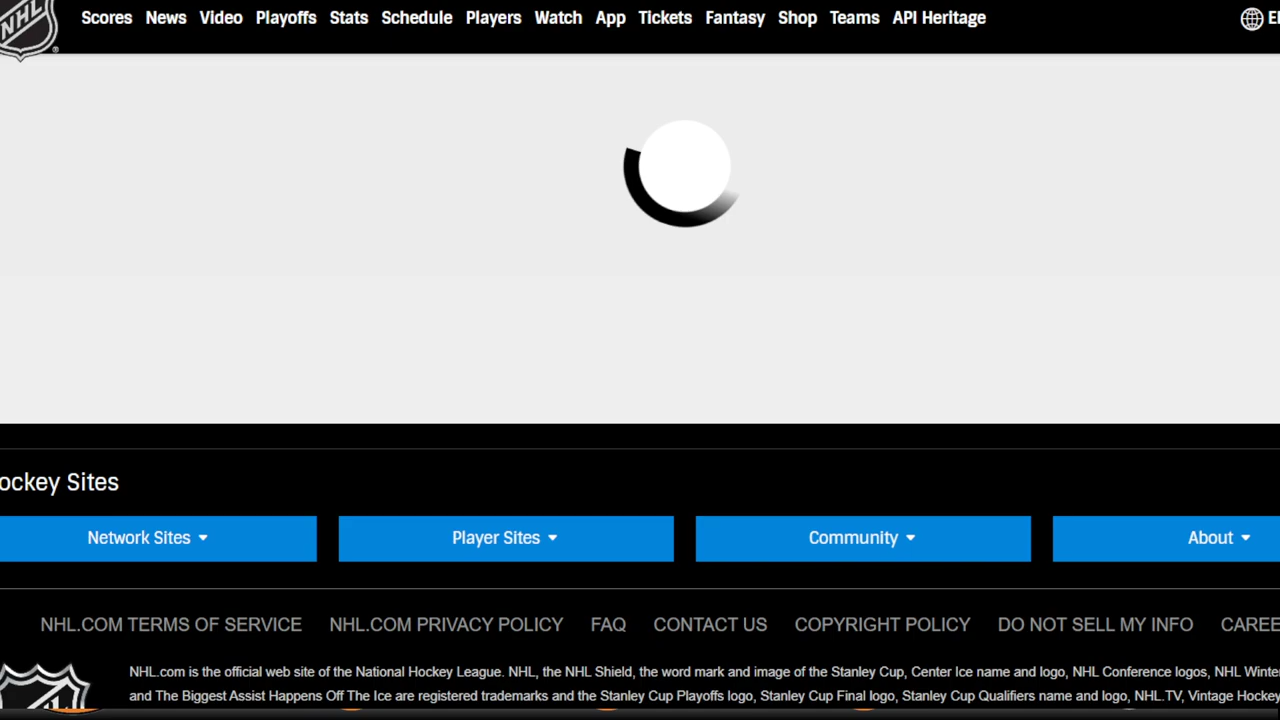 NHL
Scores News Video Playoffs Stats Schedule Players Watch App Tickets Fantasy Shop Teams API Heritage
ockey Sites
Network Sites Player Sites Community About
NHL.COM TERMS OF SERVICE NHL.COM PRIVACY POLICY FAQ CONTACT US COPYRIGHT POLICY DO NOT SELL MY INFO CAREE
NHL.com is the official web site of the National Hockey League. NHL, the NHL Shield, the word mark and image of the Stanley Cup, Center Ice name and logo, NHL Conference logos, NHL Winte
and The Biggest Assist Happens Off The Ice are registered trademarks and the Stanley Cup Playoffs logo, Stanley Cup Final logo, Stanley Cup Qualifiers name and logo, NHL.TV, Vintage Hockey